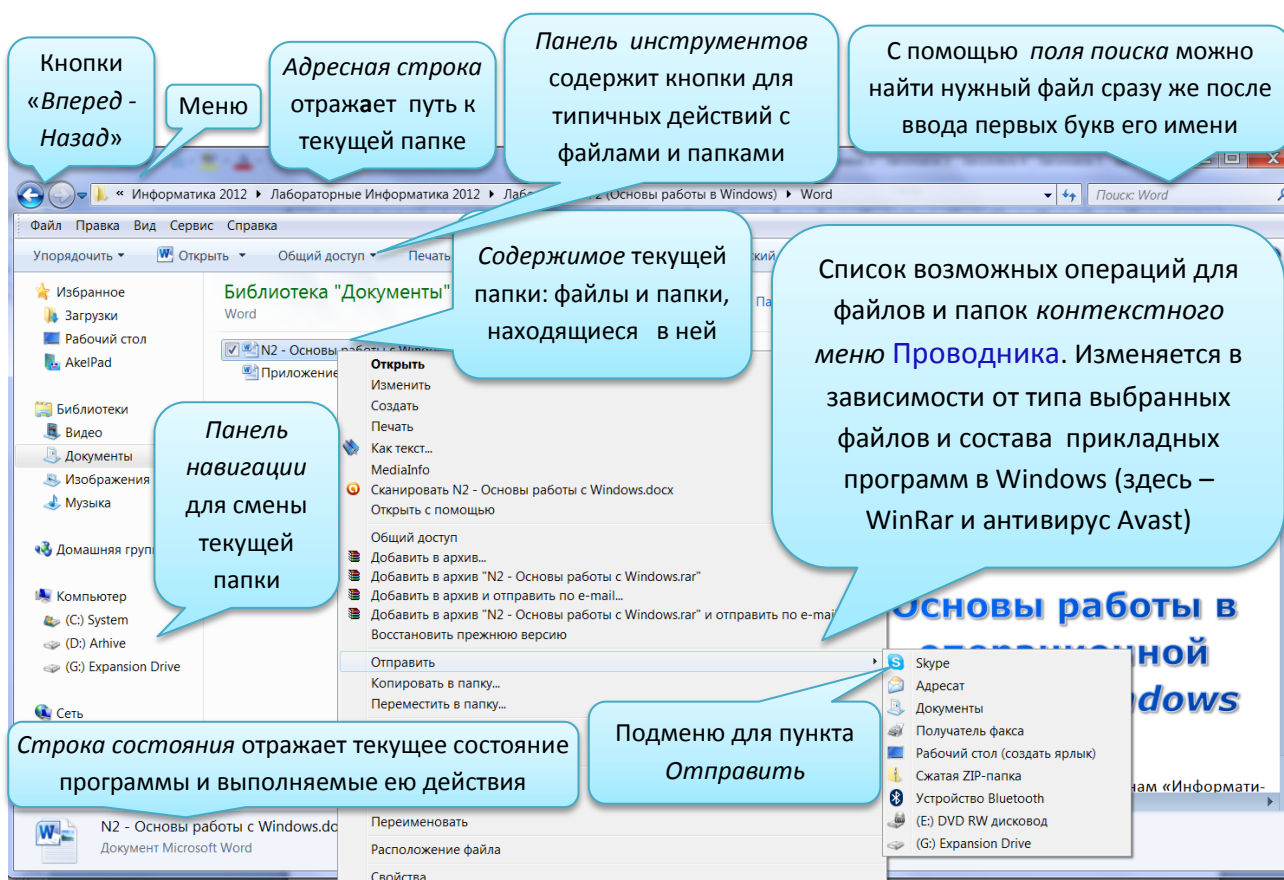 Кнопки
«Вперед -
Назад»
Меню
Адресная строка
отражает путь к
текущей папке
Панель инструментов
содержит кнопки для
типичных действий с
файлами и папками
С помощью поля поиска можно
найти нужный файл сразу же после
ввода первых букв его имени
« Информатика 2012 ▸ Лабораторные Информатика 2012 ▸ (Основы работы в Windows) ▸ Word
Поиск: Word
Файл Правка Вид Сервис Справка
Упорядочить ▾ Открыть ▾ Общий доступ ▾ Печать
Содержимое текущей
папки: файлы и папки,
находящиеся в ней
Список возможных операций для
файлов и папок контекстного
меню Проводника. Изменяется в
зависимости от типа выбранных
файлов и состава прикладных
программ в Windows (здесь –
WinRar и антивирус Avast)
Избранное
Загрузки
Рабочий стол
AkelPad
Библиотеки
Видео
Документы
Изображения
Музыка
Домашняя
Компьютер
(C:) System
(D:) Arhive
(G:) Expansion Drive
Сеть
Библиотека "Документы"
Word
N2 - Основы работы с
Приложение
Панель
навигации
для смены
текущей
папки
Открыть
Изменить
Создать
Печать
Как текст...
MediaInfo
Сканировать N2 - Основы работы с Windows.docx
Открыть с помощью
Общий доступ
Добавить в архив...
Добавить в архив "N2 - Основы работы с Windows.rar"
Добавить в архив и отправить по e-mail...
Добавить в архив "N2 - Основы работы с Windows.rar" и отправить по e-mail
Восстановить прежнюю версию
Отправить
Копировать в папку...
Переместить в папку...
Переименовать
Расположение файла
Свойства
Основы работы в
Skype
Адресат
Документы
Получатель факса
Рабочий стол (создать ярлык)
Сжатая ZIP-папка
Устройство Bluetooth
(E:) DVD RW дисковод
(G:) Expansion Drive
«Информати-
Подменю для пункта
Отправить
Строка состояния отражает текущее состояние
программы и выполняемые ею действия
N2 - Основы работы с Windows.do
Документ Microsoft Word